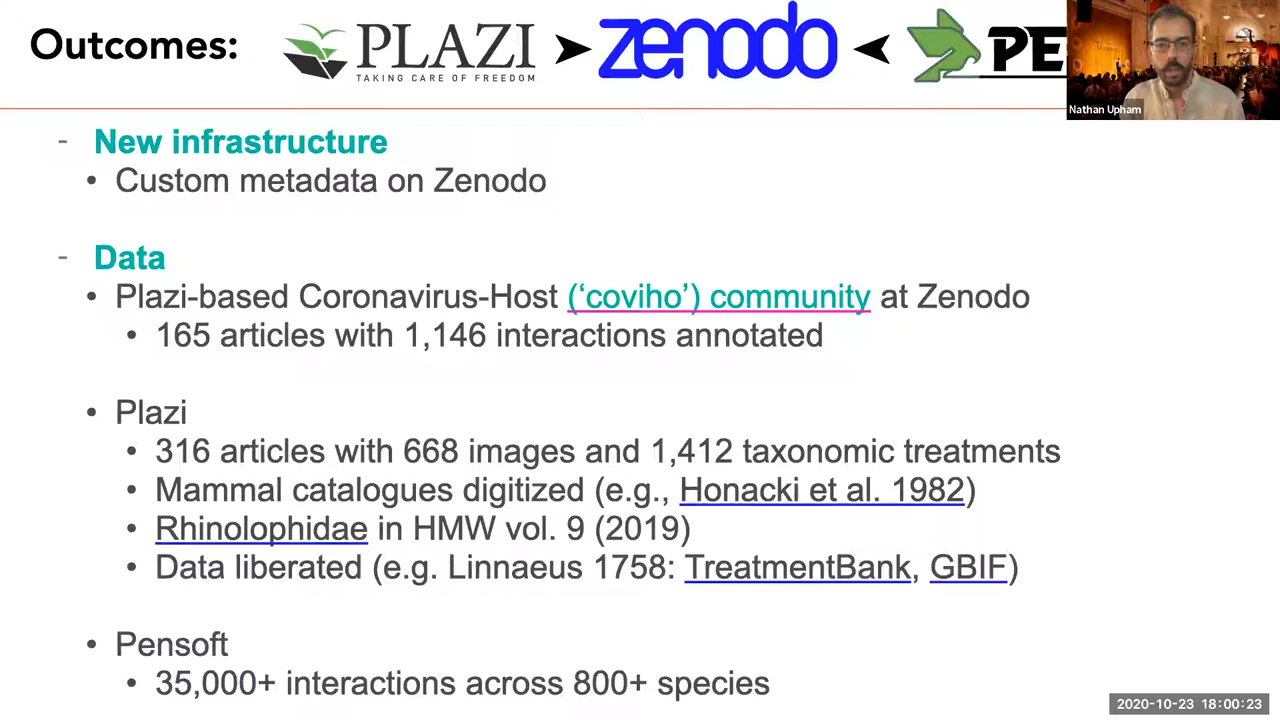 Outcomes:
PLAZI
TAKING CARE OF FREEDOM
zenodo
PE
Nathan Upham
- New infrastructure
• Custom metadata on Zenodo
- Data
• Plazi-based Coronavirus-Host (‘coviho’) community at Zenodo
• 165 articles with 1,146 interactions annotated
• Plazi
• 316 articles with 668 images and 1,412 taxonomic treatments
• Mammal catalogues digitized (e.g., Honacki et al. 1982)
• Rhinolophidae in HMW vol. 9 (2019)
• Data liberated (e.g. Linnaeus 1758: TreatmentBank, GBIF)
• Pensoft
• 35,000+ interactions across 800+ species
2020-10-23 18:00:23